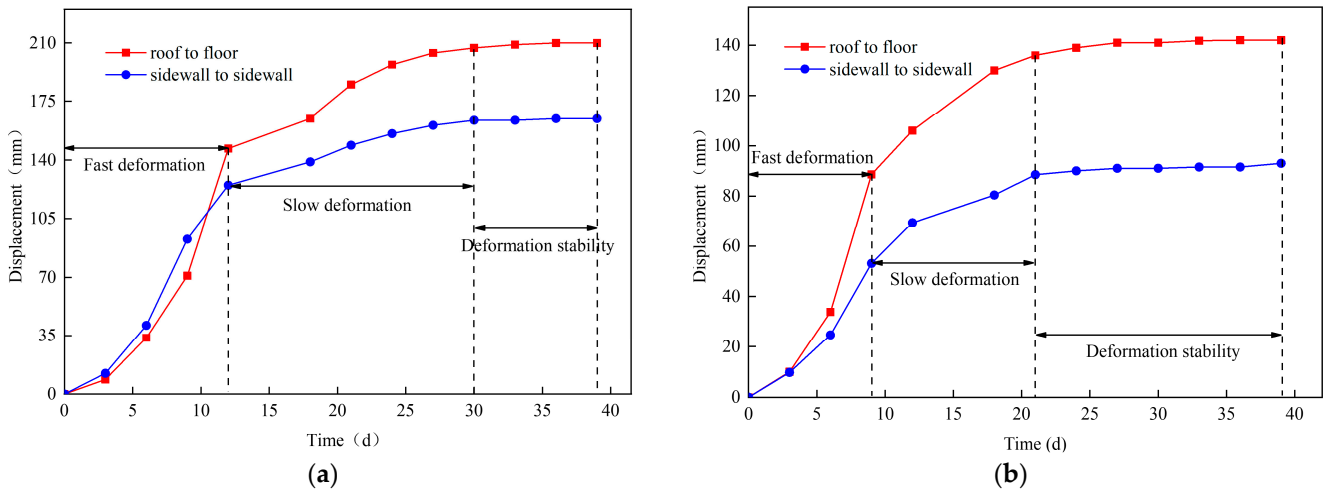 210
175
140
105
70
35
0
Displacement (mm)
roof to floor
sidewall to sidewall
Fast deformation
Slow deformation
Deformation stability
0 5 10 15 20 25 30 35 40
Time（d）
(a)
140
120
100
80
60
40
20
0
Displacement (mm)
roof to floor
sidewall to sidewall
Fast deformation
Slow deformation
Deformation stability
0 5 10 15 20 25 30 35 40
Time (d)
(b)